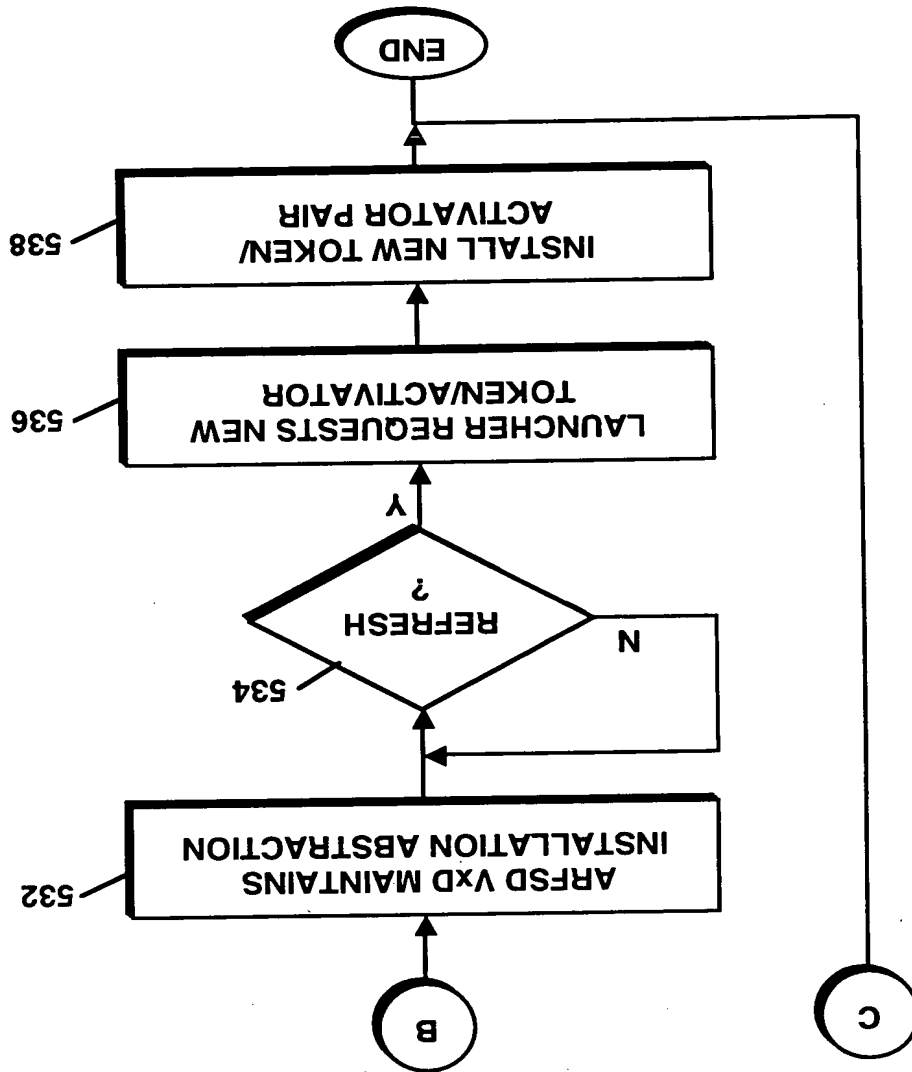 B
C
ARFSD VxD MAINTAINS
INSTALLATION ABSTRACTION
532
534
REFRESH
?
N
Y
LAUNCHER REQUESTS NEW
TOKEN/ACTIVATOR
536
INSTALL NEW TOKEN/
ACTIVATOR PAIR
538
END